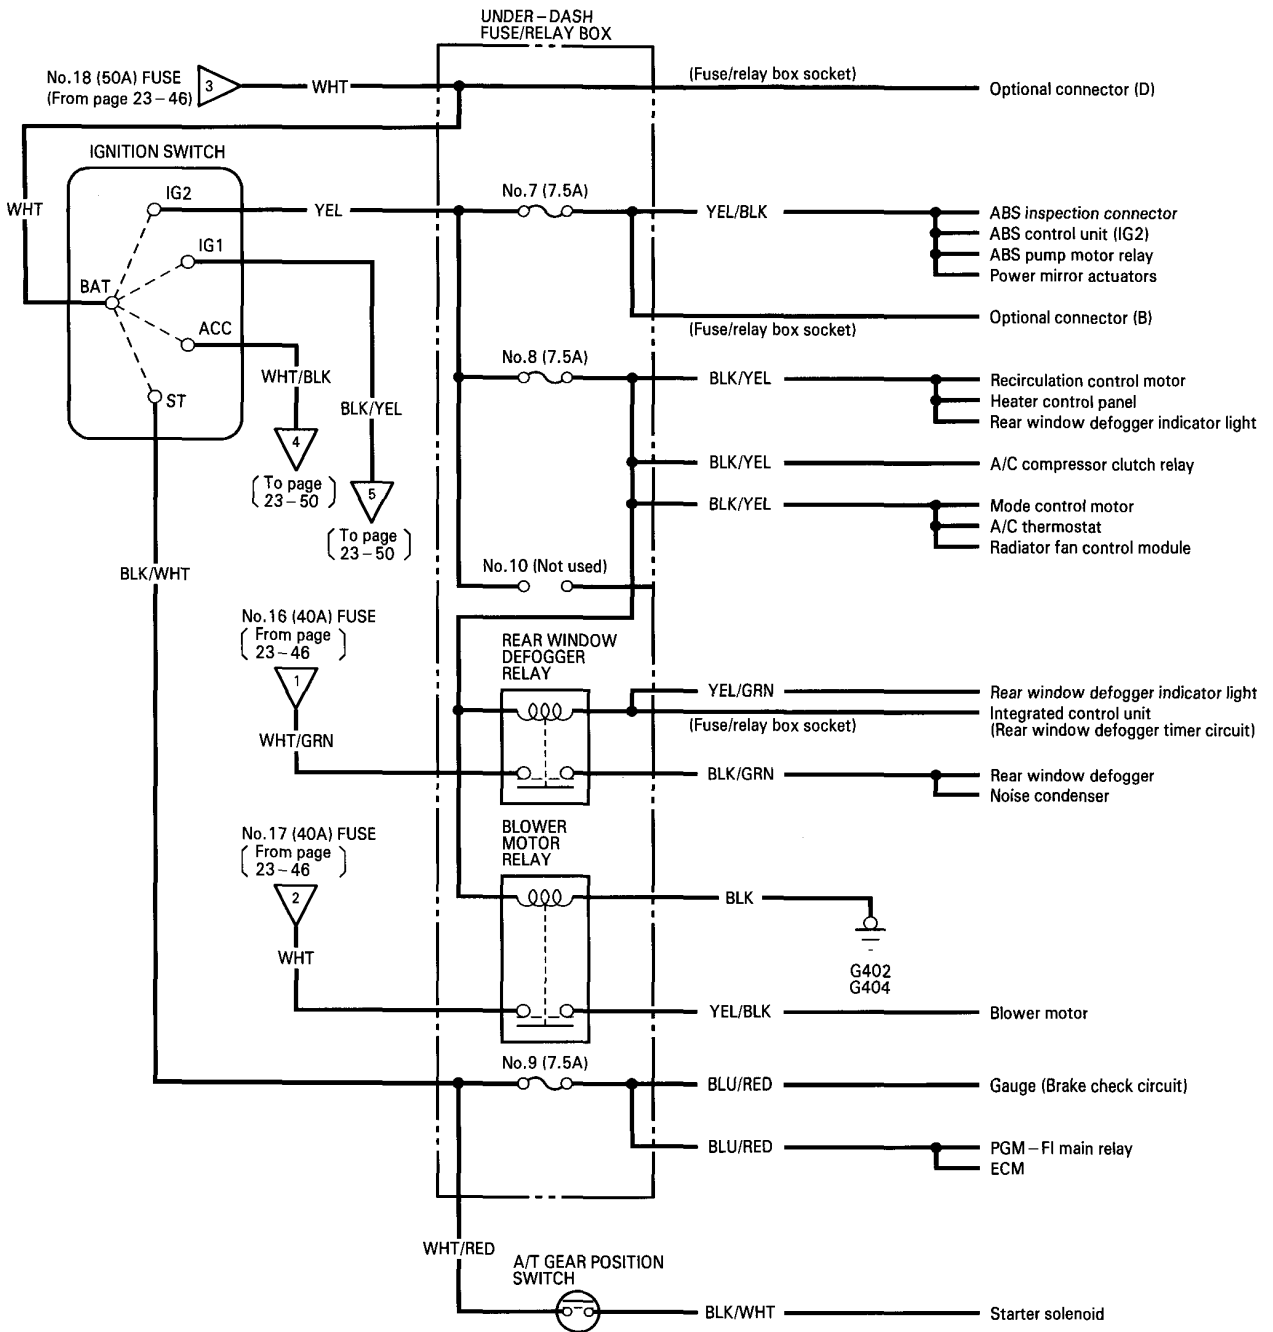 UNDER-DASH
FUSE/RELAY BOX
No.18 (50A) FUSE
(From page 23-46)
3
WHT
(Fuse/relay box socket)
Optional connector (D)
IGNITION SWITCH
WHT
IG2
YEL
No.7 (7.5A)
YEL/BLK
ABS inspection connector
ABS control unit (IG2)
ABS pump motor relay
Power mirror actuators
IG1
BAT
ACC
ST
(Fuse/relay box socket)
Optional connector (B)
WHT/BLK
BLK/YEL
4
(To page
23-50)
5
(To page
23-50)
No.8 (7.5A)
BLK/YEL
Recirculation control motor
Heater control panel
Rear window defogger indicator light
BLK/YEL
A/C compressor clutch relay
BLK/YEL
Mode control motor
A/C thermostat
Radiator fan control module
No.10 (Not used)
BLK/WHT
No.16 (40A) FUSE
(From page
23-46)
1
WHT/GRN
REAR WINDOW
DEFOGGER
RELAY
YEL/GRN
Rear window defogger indicator light
(Fuse/relay box socket)
Integrated control unit
(Rear window defogger timer circuit)
BLK/GRN
Rear window defogger
Noise condenser
No.17 (40A) FUSE
(From page
23-46)
2
WHT
BLOWER
MOTOR
RELAY
BLK
G402
G404
YEL/BLK
Blower motor
No.9 (7.5A)
BLU/RED
Gauge (Brake check circuit)
BLU/RED
PGM-FI main relay
ECM
WHT/RED
A/T GEAR POSITION
SWITCH
BLK/WHT
Starter solenoid